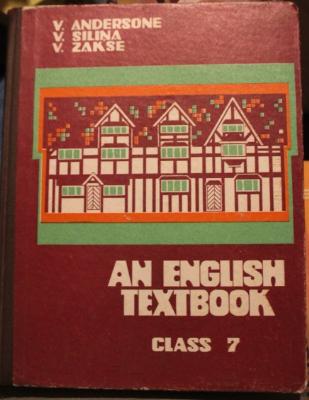 V. ANDERSONE
V. SILINA
V. ZAKSE
AN ENGLISH
TEXTBOOK
CLASS 7